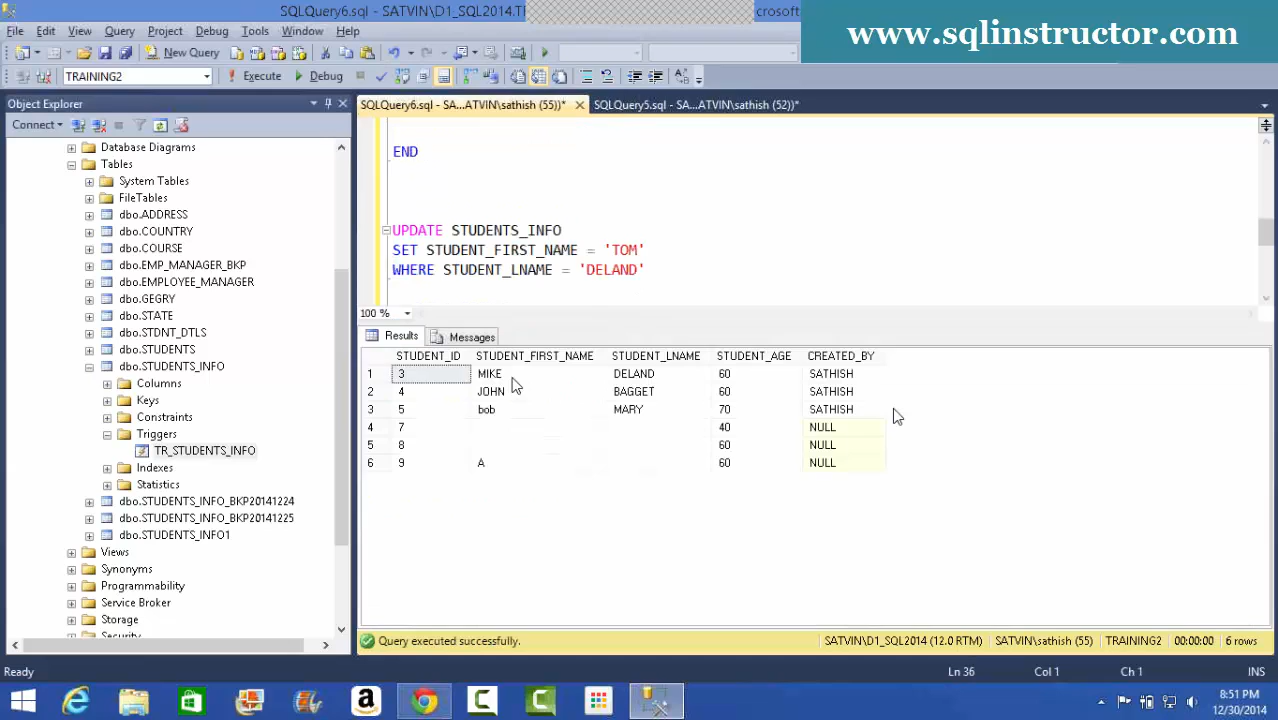 SQLQuery6.sql - SATVIN\D1_SQL2014.TR
crosoft
www.sqlinstructor.com
File Edit View Query Project Debug Tools Window Help
New Query
TRAINING2 Execute Debug
Object Explorer
SQLQuery6.sql - SA...ATVIN\sathish (55))* SQLQuery5.sql - SA...ATVIN\sathish (52))*
Connect
Database Diagrams
Tables
System Tables
FileTables
dbo.ADDRESS
dbo.COUNTRY
dbo.COURSE
dbo.EMP_MANAGER_BKP
dbo.EMPLOYEE_MANAGER
dbo.GEGRY
dbo.STATE
dbo.STDNT_DTLS
dbo.STUDENTS
dbo.STUDENTS_INFO
Columns
Keys
Constraints
Triggers
TR_STUDENTS_INFO
Indexes
Statistics
dbo.STUDENTS_INFO_BKP20141224
dbo.STUDENTS_INFO_BKP20141225
dbo.STUDENTS_INFO1
Views
Synonyms
Programmability
Service Broker
Storage
Security
END
UPDATE STUDENTS_INFO
SET STUDENT_FIRST_NAME = 'TOM'
WHERE STUDENT_LNAME = 'DELAND'
100 %
Results Messages
STUDENT_ID STUDENT_FIRST_NAME STUDENT_LNAME STUDENT_AGE CREATED_BY
1 3 MIKE DELAND 60 SATHISH
2 4 JOHN BAGGET 60 SATHISH
3 5 bob MARY 70 SATHISH
4 7 40 NULL
5 8 60 NULL
6 9 A 60 NULL
Query executed successfully. SATVIN\D1_SQL2014 (12.0 RTM) SATVIN\sathish (55) TRAINING2 00:00:00 6 rows
Ready Ln 36 Col 1 Ch 1 INS
8:51 PM
12/30/2014